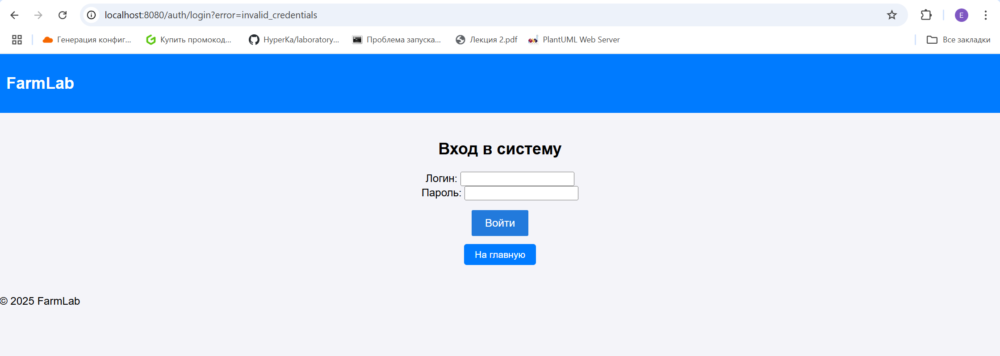 localhost:8080/auth/login?error=invalid_credentials
E
Генерация конфиг...
Купить промокод...
HyperKa/laboratory...
Проблема запуска...
Лекция 2.pdf
PlantUML Web Server
Все закладки
FarmLab
Вход в систему
Логин:
Пароль:
Войти
На главную
© 2025 FarmLab